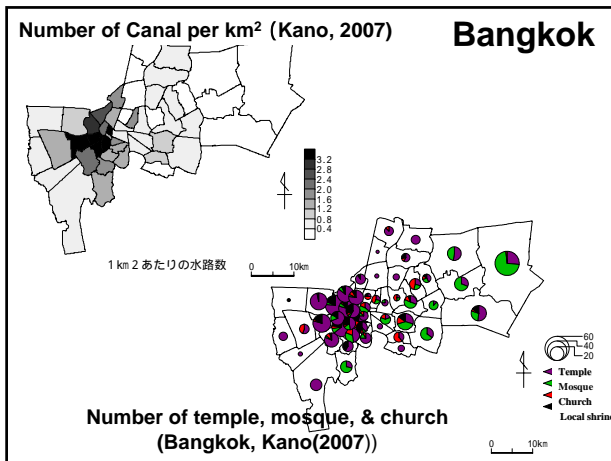 Number of Canal per km² (Kano, 2007)
Bangkok
3.2
2.8
2.4
2.0
1.6
1.2
0.8
0.4
1km2あたりの水路数
0 10km
60
40
20
Temple
Mosque
Church
Local shrine
Number of temple, mosque, & church
(Bangkok, Kano(2007))
0 10km